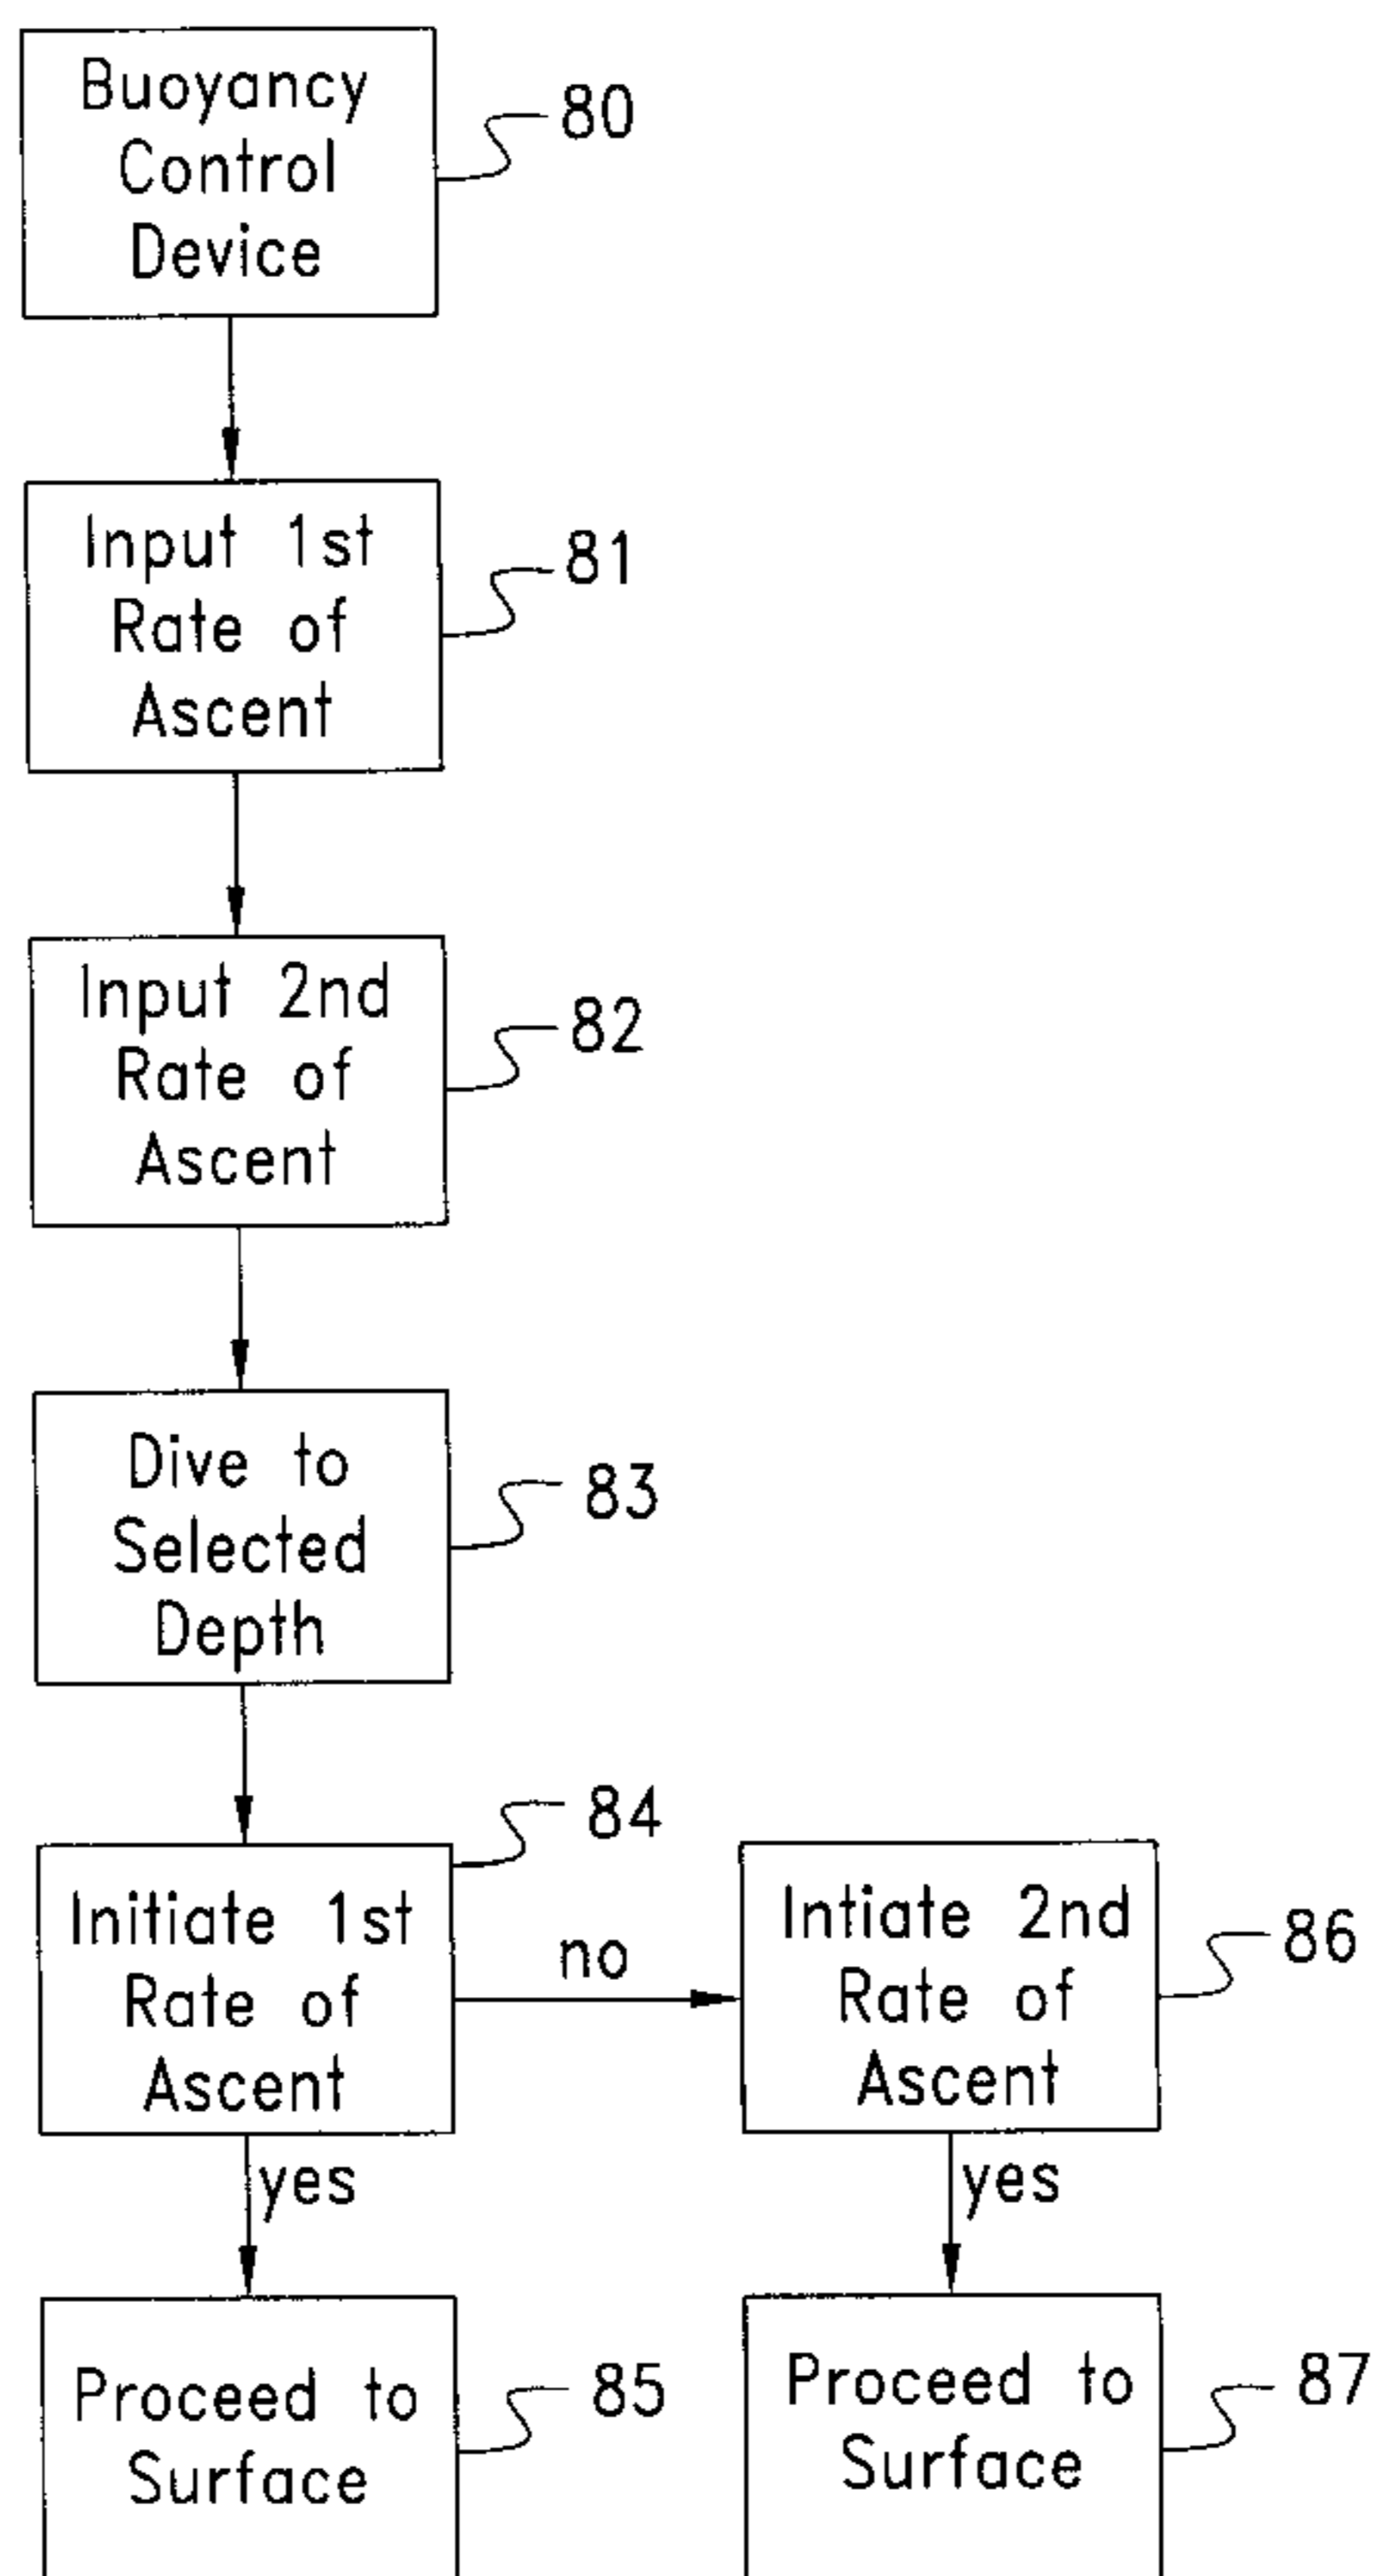 Buoyancy
Control
Device
80
Input 1st
Rate of
Ascent
81
Input 2nd
Rate of
Ascent
82
Dive to
Selected
Depth
83
84
Initiate 1st
Rate of
Ascent
no
Intiate 2nd
Rate of
Ascent
86
yes
yes
Proceed to
Surface
85
Proceed to
Surface
87